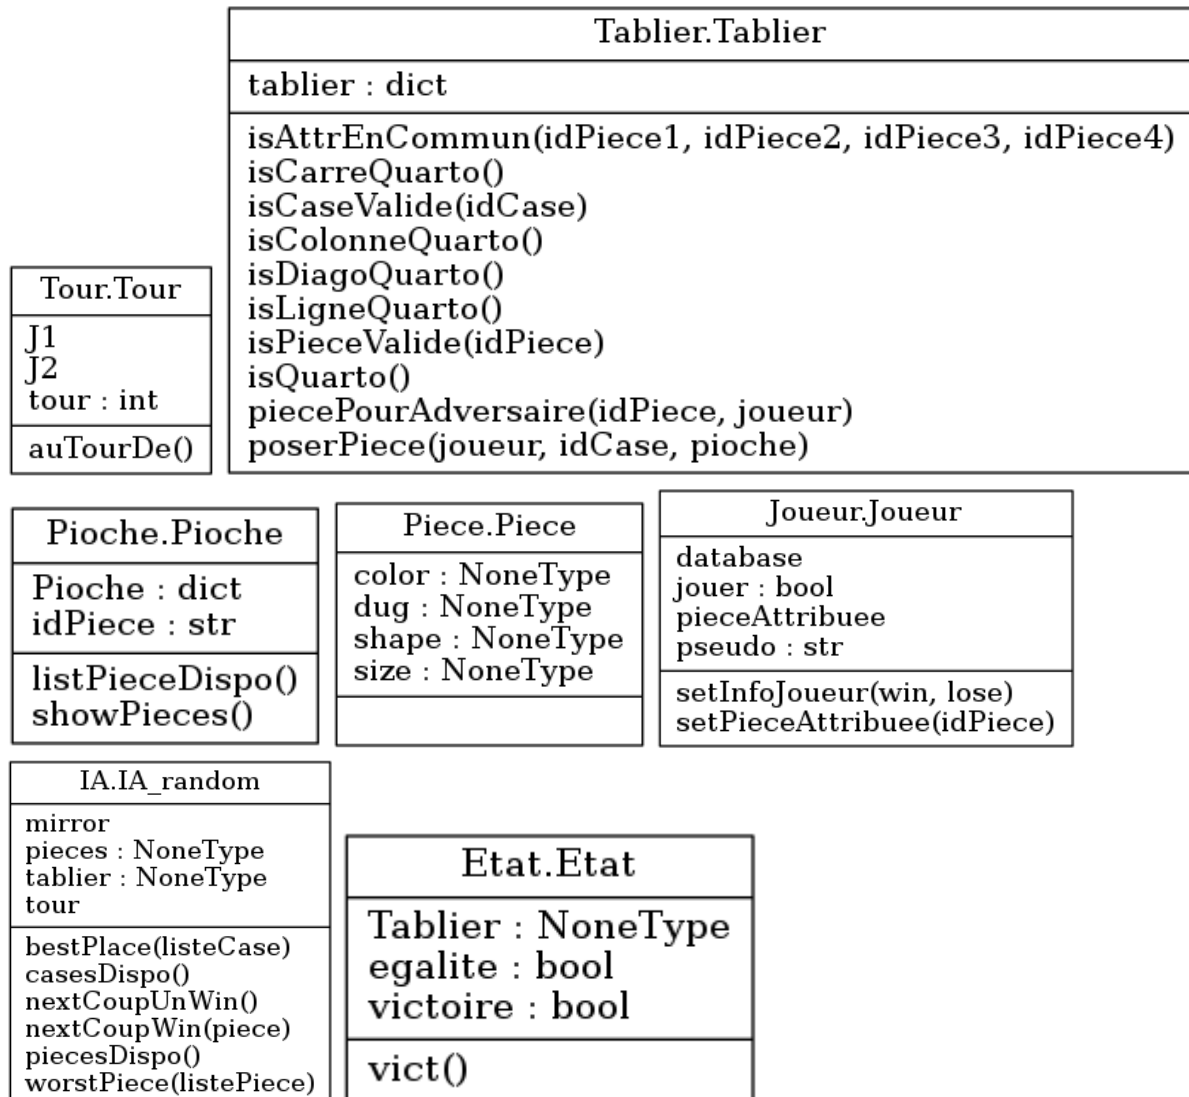 Tablier.Tablier
tablier : dict
isAttrEnCommun(idPiece1, idPiece2, idPiece3, idPiece4)
isCarreQuarto()
isCaseValide(idCase)
isColonneQuarto()
isDiagoQuarto()
isLigneQuarto()
isPieceValide(idPiece)
isQuarto()
piecePourAdversaire(idPiece, joueur)
poserPiece(joueur, idCase, pioche)
Tour.Tour
J1
J2
tour : int
auTourDe()
Pioche.Pioche
Pioche : dict
idPiece : str
listPieceDispo()
showPieces()
Piece.Piece
color : NoneType
dug : NoneType
shape : NoneType
size : NoneType
Joueur.Joueur
database
jouer : bool
pieceAttribuee
pseudo : str
setInfoJoueur(win, lose)
setPieceAttribuee(idPiece)
IA.IA_random
mirror
pieces : NoneType
tablier : NoneType
tour
bestPlace(listeCase)
casesDispo()
nextCoupUnWin()
nextCoupWin(piece)
piecesDispo()
worstPiece(listePiece)
Etat.Etat
Tablier : NoneType
egalite : bool
victoire : bool
vict()